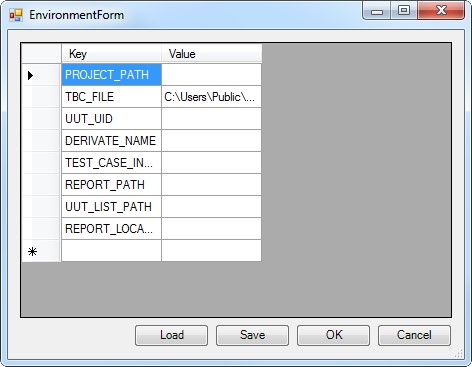 EnvironmentForm
Key Value
PROJECT_PATH
TBC_FILE C:\Users\Public\...
UUT_UID
DERIVATE_NAME
TEST_CASE_IN...
REPORT_PATH
UUT_LIST_PATH
REPORT_LOCA...
Load Save OK Cancel